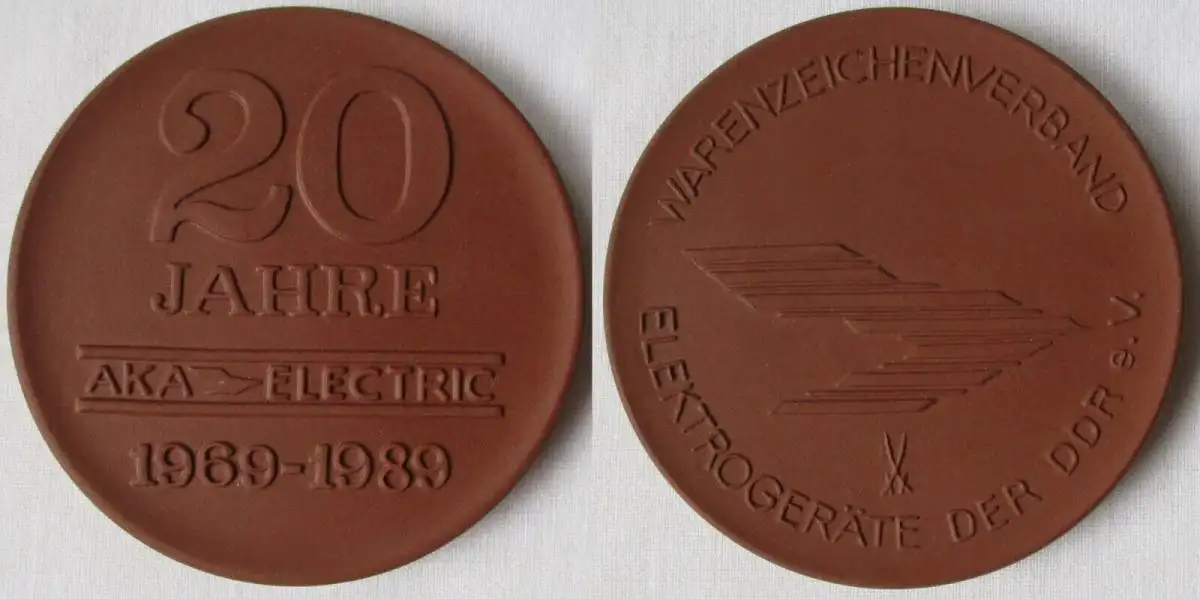 20
JAHRE
AKA ELECTRIC
1969-1989
WARENZEICHENVERBAND
ELEKTROGERÄTE DER DDR e.V.